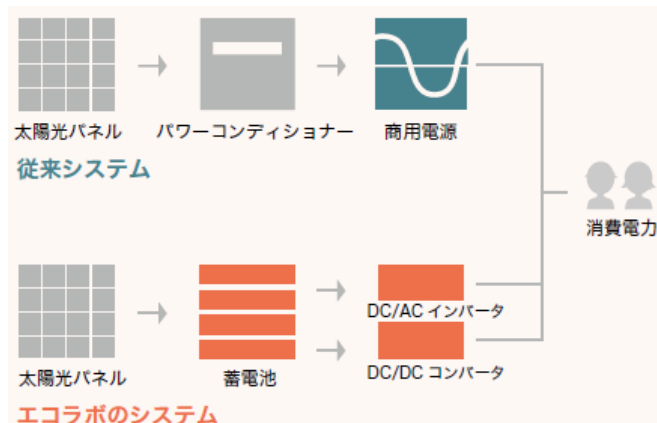 太陽光パネル
パワーコンディショナー
商用電源
従来システム
消費電力
DC/AC インバータ
太陽光パネル
蓄電池
DC/DC コンバータ
エコラボのシステム